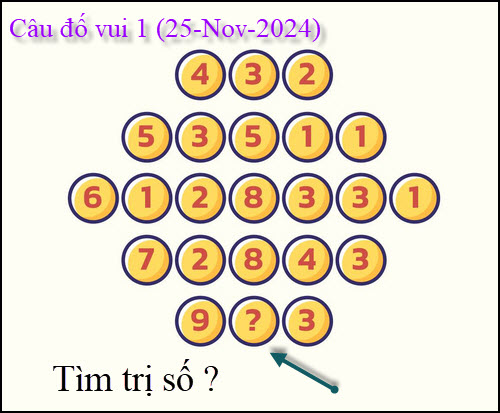 Câu đố vui 1 (25-Nov-2024)
4 3 2
5 3 5 1 1
6 1 2 8 3 3 1
7 2 8 4 3
9 ? 3
Tìm trị số ?